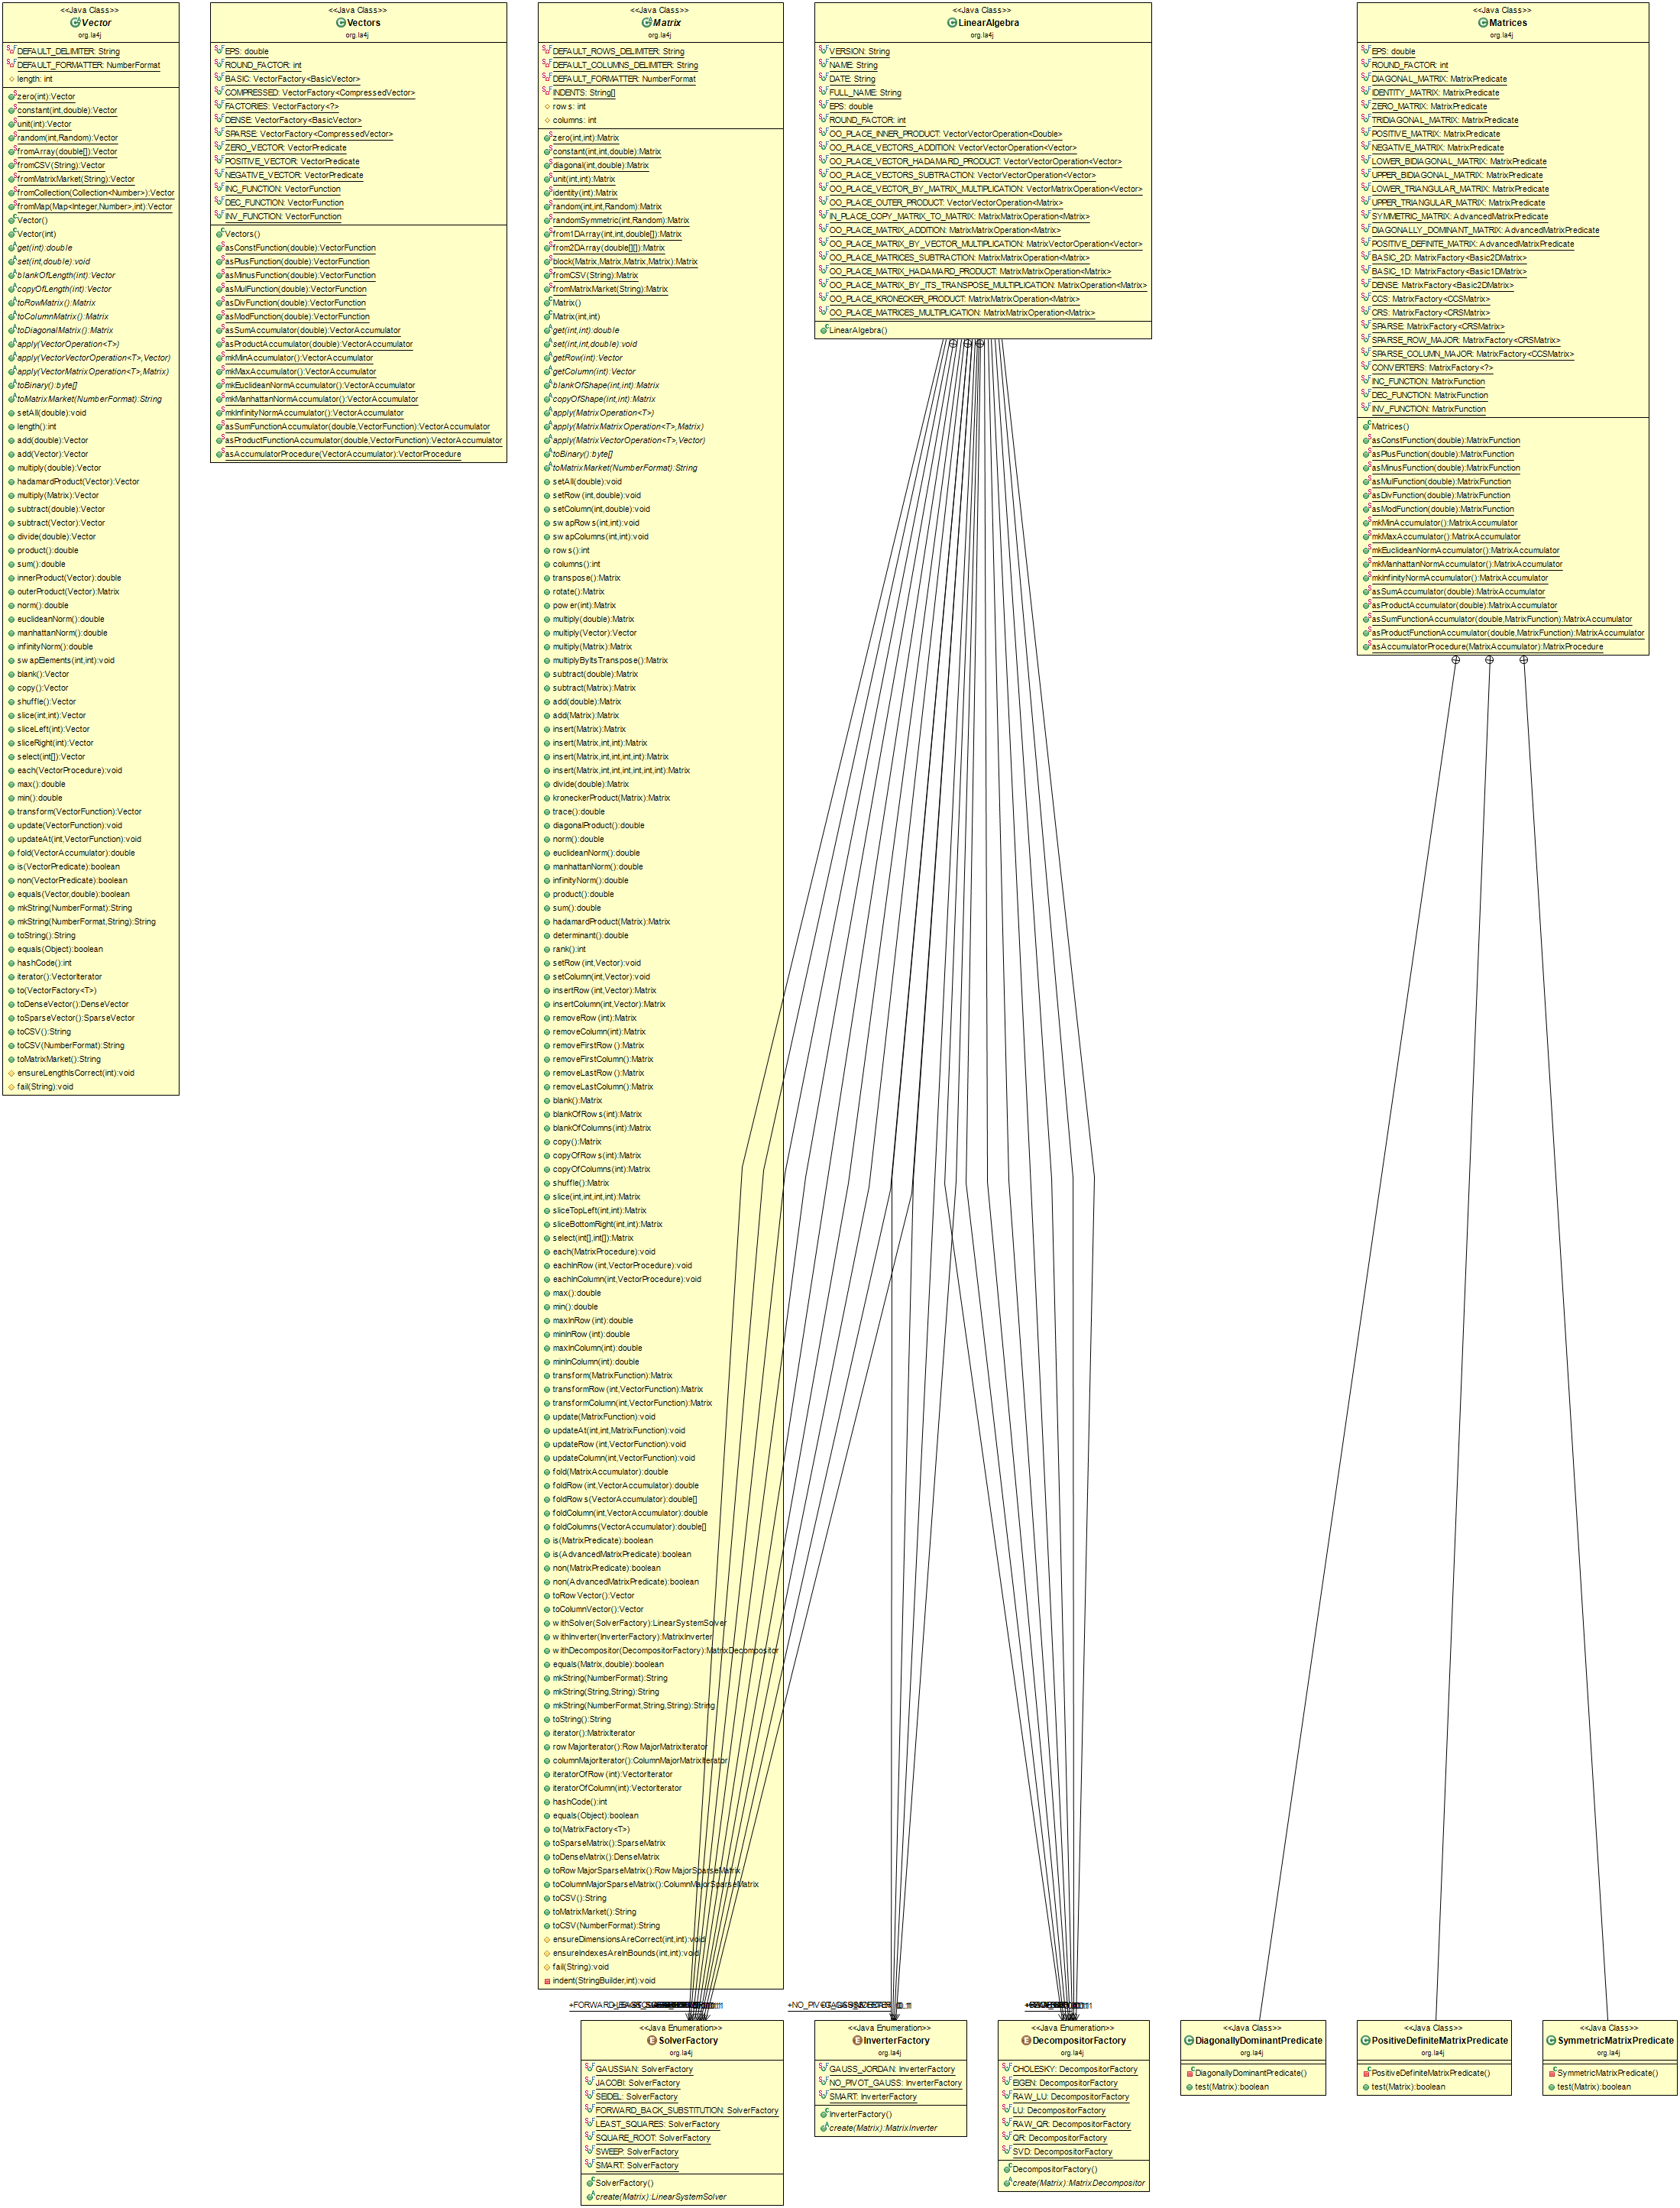 <<Java Class>>
Vector
org.la4j
DEFAULT_DELIMITER: String
DEFAULT_FORMATTER: NumberFormat
length: int
zero(int):Vector
constant(int,double):Vector
unit(int):Vector
random(int,Random):Vector
fromArray(double[]):Vector
fromCSV(String):Vector
fromMatrixMarket(String):Vector
fromCollection(Collection<Number>):Vector
fromMap(Map<Integer,Number>,int):Vector
Vector()
Vector(int)
get(int):double
set(int,double):void
blankOfLength(int):Vector
copyOfLength(int):Vector
toRowMatrix():Matrix
toColumnMatrix():Matrix
toDiagonalMatrix():Matrix
apply(VectorOperation<T>)
apply(VectorVectorOperation<T>,Vector)
apply(VectorMatrixOperation<T>,Matrix)
toBinary():byte[]
toMatrixMarket(NumberFormat):String
setAll(double):void
length():int
add(double):Vector
add(Vector):Vector
multiply(double):Vector
hadamardProduct(Vector):Vector
multiply(Matrix):Vector
subtract(double):Vector
subtract(Vector):Vector
divide(double):Vector
product():double
sum():double
innerProduct(Vector):double
outerProduct(Vector):Matrix
norm():double
euclideanNorm():double
manhattanNorm():double
infinityNorm():double
swapElements(int,int):void
blank():Vector
copy():Vector
shuffle():Vector
slice(int,int):Vector
sliceLeft(int):Vector
sliceRight(int):Vector
select(int[]):Vector
each(VectorProcedure):void
max():double
min():double
transform(VectorFunction):Vector
update(VectorFunction):void
updateAt(int,VectorFunction):void
fold(VectorAccumulator):double
is(VectorPredicate):boolean
non(VectorPredicate):boolean
equals(Vector,double):boolean
mkString(NumberFormat):String
mkString(NumberFormat,String):String
toString():String
equals(Object):boolean
hashCode():int
iterator():VectorIterator
to(VectorFactory<T>)
toDenseVector():DenseVector
toSparseVector():SparseVector
toCSV():String
toCSV(NumberFormat):String
toMatrixMarket():String
ensureLengthIsCorrect(int):void
fail(String):void
<<Java Class>>
Vectors
org.la4j
EPS: double
ROUND_FACTOR: int
BASIC: VectorFactory<BasicVector>
COMPRESSED: VectorFactory<CompressedVector>
FACTORIES: VectorFactory<?>
DENSE: VectorFactory<BasicVector>
SPARSE: VectorFactory<CompressedVector>
ZERO_VECTOR: VectorPredicate
POSITIVE_VECTOR: VectorPredicate
NEGATIVE_VECTOR: VectorPredicate
INC_FUNCTION: VectorFunction
DEC_FUNCTION: VectorFunction
INV_FUNCTION: VectorFunction
Vectors()
asConstFunction(double):VectorFunction
asPlusFunction(double):VectorFunction
asMinusFunction(double):VectorFunction
asMulFunction(double):VectorFunction
asDivFunction(double):VectorFunction
asModFunction(double):VectorFunction
asSumAccumulator(double):VectorAccumulator
asProductAccumulator(double):VectorAccumulator
mkMinAccumulator():VectorAccumulator
mkMaxAccumulator():VectorAccumulator
mkEuclideanNormAccumulator():VectorAccumulator
mkManhattanNormAccumulator():VectorAccumulator
mkInfinityNormAccumulator():VectorAccumulator
asSumFunctionAccumulator(double,VectorFunction):VectorAccumulator
asProductFunctionAccumulator(double,VectorFunction):VectorAccumulator
asAccumulatorProcedure(VectorAccumulator):VectorProcedure
<<Java Class>>
Matrix
org.la4j
DEFAULT_ROWS_DELIMITER: String
DEFAULT_COLUMNS_DELIMITER: String
DEFAULT_FORMATTER: NumberFormat
INDENTS: String[]
rows: int
columns: int
zero(int,int):Matrix
constant(int,int,double):Matrix
diagonal(int,double):Matrix
unit(int,int):Matrix
identity(int):Matrix
random(int,int,Random):Matrix
randomSymmetric(int,Random):Matrix
from1DArray(int,int,double[]):Matrix
from2DArray(double[][]):Matrix
block(Matrix,Matrix,Matrix,Matrix):Matrix
fromCSV(String):Matrix
fromMatrixMarket(String):Matrix
Matrix()
Matrix(int,int)
get(int,int):double
set(int,int,double):void
getRow(int):Vector
getColumn(int):Vector
blankOfShape(int,int):Matrix
copyOfShape(int,int):Matrix
apply(MatrixOperation<T>)
apply(MatrixMatrixOperation<T>,Matrix)
apply(MatrixVectorOperation<T>,Vector)
toBinary():byte[]
toMatrixMarket(NumberFormat):String
setAll(double):void
setRow(int,double):void
setColumn(int,double):void
swapRows(int,int):void
swapColumns(int,int):void
rows():int
columns():int
transpose():Matrix
rotate():Matrix
power(int):Matrix
multiply(double):Matrix
multiply(Vector):Vector
multiply(Matrix):Matrix
multiplyByItsTranspose():Matrix
subtract(double):Matrix
subtract(Matrix):Matrix
add(double):Matrix
add(Matrix):Matrix
insert(Matrix):Matrix
insert(Matrix,int,int):Matrix
insert(Matrix,int,int,int,int):Matrix
insert(Matrix,int,int,int,int,int,int):Matrix
divide(double):Matrix
kroneckerProduct(Matrix):Matrix
trace():double
diagonalProduct():double
norm():double
euclideanNorm():double
manhattanNorm():double
infinityNorm():double
product():double
sum():double
hadamardProduct(Matrix):Matrix
determinant():double
rank():int
setRow(int,Vector):void
setColumn(int,Vector):void
insertRow(int,Vector):Matrix
insertColumn(int,Vector):Matrix
removeRow(int):Matrix
removeColumn(int):Matrix
removeFirstRow():Matrix
removeFirstColumn():Matrix
removeLastRow():Matrix
removeLastColumn():Matrix
blank():Matrix
blankOfRows(int):Matrix
blankOfColumns(int):Matrix
copy():Matrix
copyOfRows(int):Matrix
copyOfColumns(int):Matrix
shuffle():Matrix
slice(int,int,int,int):Matrix
sliceTopLeft(int,int):Matrix
sliceBottomRight(int,int):Matrix
select(int[],int[]):Matrix
each(MatrixProcedure):void
eachInRow(int,VectorProcedure):void
eachInColumn(int,VectorProcedure):void
max():double
min():double
maxInRow(int):double
minInRow(int):double
maxInColumn(int):double
minInColumn(int):double
transform(MatrixFunction):Matrix
transformRow(int,VectorFunction):Matrix
transformColumn(int,VectorFunction):Matrix
update(MatrixFunction):void
updateAt(int,int,MatrixFunction):void
updateRow(int,VectorFunction):void
updateColumn(int,VectorFunction):void
fold(MatrixAccumulator):double
foldRow(int,VectorAccumulator):double
foldRows(VectorAccumulator):double[]
foldColumn(int,VectorAccumulator):double
foldColumns(VectorAccumulator):double[]
is(MatrixPredicate):boolean
is(AdvancedMatrixPredicate):boolean
non(MatrixPredicate):boolean
non(AdvancedMatrixPredicate):boolean
toRowVector():Vector
toColumnVector():Vector
withSolver(SolverFactory):LinearSystemSolver
withInverter(InverterFactory):MatrixInverter
withDecompositor(DecompositorFactory):MatrixDecompositor
equals(Matrix,double):boolean
mkString(NumberFormat):String
mkString(String,String):String
mkString(NumberFormat,String,String):String
toString():String
iterator():MatrixIterator
rowMajorIterator():RowMajorMatrixIterator
columnMajorIterator():ColumnMajorMatrixIterator
iteratorOfRow(int):VectorIterator
iteratorOfColumn(int):VectorIterator
hashCode():int
equals(Object):boolean
to(MatrixFactory<T>)
toSparseMatrix():SparseMatrix
toDenseMatrix():DenseMatrix
toRowMajorSparseMatrix():RowMajorSparseMatrix
toColumnMajorSparseMatrix():ColumnMajorSparseMatrix
toCSV():String
toMatrixMarket():String
toCSV(NumberFormat):String
ensureDimensionsAreCorrect(int,int):void
ensureIndexesAreInBounds(int,int):void
fail(String):void
indent(StringBuilder,int):void
<<Java Class>>
LinearAlgebra
org.la4j
VERSION: String
NAME: String
DATE: String
FULL_NAME: String
EPS: double
ROUND_FACTOR: int
OO_PLACE_INNER_PRODUCT: VectorVectorOperation<Double>
OO_PLACE_VECTORS_ADDITION: VectorVectorOperation<Vector>
OO_PLACE_VECTOR_HADAMARD_PRODUCT: VectorVectorOperation<Vector>
OO_PLACE_VECTORS_SUBTRACTION: VectorVectorOperation<Vector>
OO_PLACE_VECTOR_BY_MATRIX_MULTIPLICATION: VectorMatrixOperation<Vector>
OO_PLACE_OUTER_PRODUCT: VectorVectorOperation<Matrix>
IN_PLACE_COPY_MATRIX_TO_MATRIX: MatrixMatrixOperation<Matrix>
OO_PLACE_MATRIX_ADDITION: MatrixMatrixOperation<Matrix>
OO_PLACE_MATRIX_BY_VECTOR_MULTIPLICATION: MatrixVectorOperation<Vector>
OO_PLACE_MATRICES_SUBTRACTION: MatrixMatrixOperation<Matrix>
OO_PLACE_MATRIX_HADAMARD_PRODUCT: MatrixMatrixOperation<Matrix>
OO_PLACE_MATRIX_BY_ITS_TRANSPOSE_MULTIPLICATION: MatrixOperation<Matrix>
OO_PLACE_KRONECKER_PRODUCT: MatrixMatrixOperation<Matrix>
OO_PLACE_MATRICES_MULTIPLICATION: MatrixMatrixOperation<Matrix>
LinearAlgebra()
<<Java Class>>
Matrices
org.la4j
EPS: double
ROUND_FACTOR: int
DIAGONAL_MATRIX: MatrixPredicate
IDENTITY_MATRIX: MatrixPredicate
ZERO_MATRIX: MatrixPredicate
TRIDIAGONAL_MATRIX: MatrixPredicate
POSITIVE_MATRIX: MatrixPredicate
NEGATIVE_MATRIX: MatrixPredicate
LOWER_BIDIAGONAL_MATRIX: MatrixPredicate
UPPER_BIDIAGONAL_MATRIX: MatrixPredicate
LOWER_TRIANGULAR_MATRIX: MatrixPredicate
UPPER_TRIANGULAR_MATRIX: MatrixPredicate
SYMMETRIC_MATRIX: AdvancedMatrixPredicate
DIAGONALLY_DOMINANT_MATRIX: AdvancedMatrixPredicate
POSITIVE_DEFINITE_MATRIX: AdvancedMatrixPredicate
BASIC_2D: MatrixFactory<Basic2DMatrix>
BASIC_1D: MatrixFactory<Basic1DMatrix>
DENSE: MatrixFactory<Basic2DMatrix>
CCS: MatrixFactory<CCSMatrix>
CRS: MatrixFactory<CRSMatrix>
SPARSE: MatrixFactory<CRSMatrix>
SPARSE_ROW_MAJOR: MatrixFactory<CRSMatrix>
SPARSE_COLUMN_MAJOR: MatrixFactory<CCSMatrix>
CONVERTERS: MatrixFactory<?>
INC_FUNCTION: MatrixFunction
DEC_FUNCTION: MatrixFunction
INV_FUNCTION: MatrixFunction
Matrices()
asConstFunction(double):MatrixFunction
asPlusFunction(double):MatrixFunction
asMinusFunction(double):MatrixFunction
asMulFunction(double):MatrixFunction
asDivFunction(double):MatrixFunction
asModFunction(double):MatrixFunction
mkMinAccumulator():MatrixAccumulator
mkMaxAccumulator():MatrixAccumulator
mkEuclideanNormAccumulator():MatrixAccumulator
mkManhattanNormAccumulator():MatrixAccumulator
mkInfinityNormAccumulator():MatrixAccumulator
asSumAccumulator(double):MatrixAccumulator
asProductAccumulator(double):MatrixAccumulator
asSumFunctionAccumulator(double,MatrixFunction):MatrixAccumulator
asProductFunctionAccumulator(double,MatrixFunction):MatrixAccumulator
asAccumulatorProcedure(MatrixAccumulator):MatrixProcedure
<<Java Enumeration>>
SolverFactory
org.la4j
GAUSSIAN: SolverFactory
JACOBI: SolverFactory
SEIDEL: SolverFactory
FORWARD_BACK_SUBSTITUTION: SolverFactory
LEAST_SQUARES: SolverFactory
SQUARE_ROOT: SolverFactory
SWEEP: SolverFactory
SMART: SolverFactory
SolverFactory()
create(Matrix):LinearSystemSolver
<<Java Enumeration>>
InverterFactory
org.la4j
GAUSS_JORDAN: InverterFactory
NO_PIVOT_GAUSS: InverterFactory
SMART: InverterFactory
InverterFactory()
create(Matrix):MatrixInverter
<<Java Enumeration>>
DecompositorFactory
org.la4j
CHOLESKY: DecompositorFactory
EIGEN: DecompositorFactory
RAW_LU: DecompositorFactory
LU: DecompositorFactory
RAW_QR: DecompositorFactory
QR: DecompositorFactory
SVD: DecompositorFactory
DecompositorFactory()
create(Matrix):MatrixDecompositor
<<Java Class>>
DiagonallyDominantPredicate
org.la4j
DiagonallyDominantPredicate()
test(Matrix):boolean
<<Java Class>>
PositiveDefiniteMatrixPredicate
org.la4j
PositiveDefiniteMatrixPredicate()
test(Matrix):boolean
<<Java Class>>
SymmetricMatrixPredicate
org.la4j
SymmetricMatrixPredicate()
test(Matrix):boolean